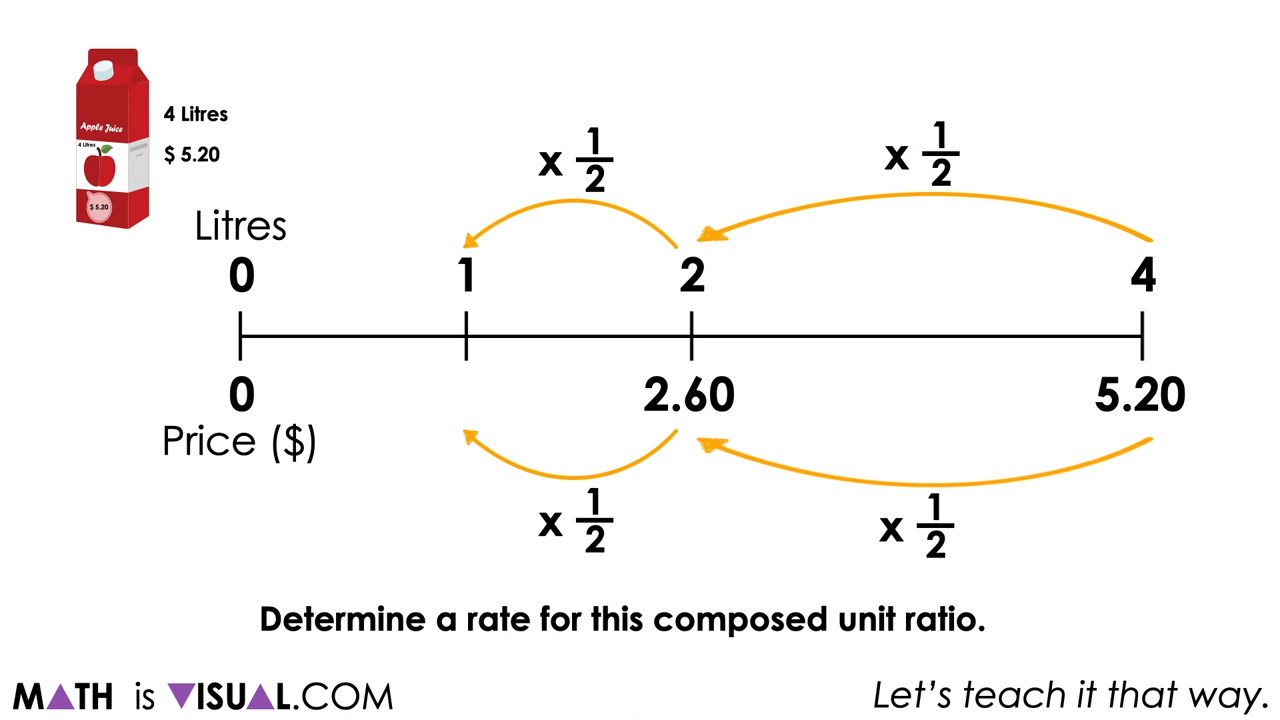 4 Litres
$ 5.20
Apple Juice
4 Litres
$ 5.20
x 1/2
x 1/2
Litres
0 1 2 4
0 2.60 5.20
Price ($)
x 1/2
x 1/2
Determine a rate for this composed unit ratio.
MATH is VISUAL.COM
Let's teach it that way.